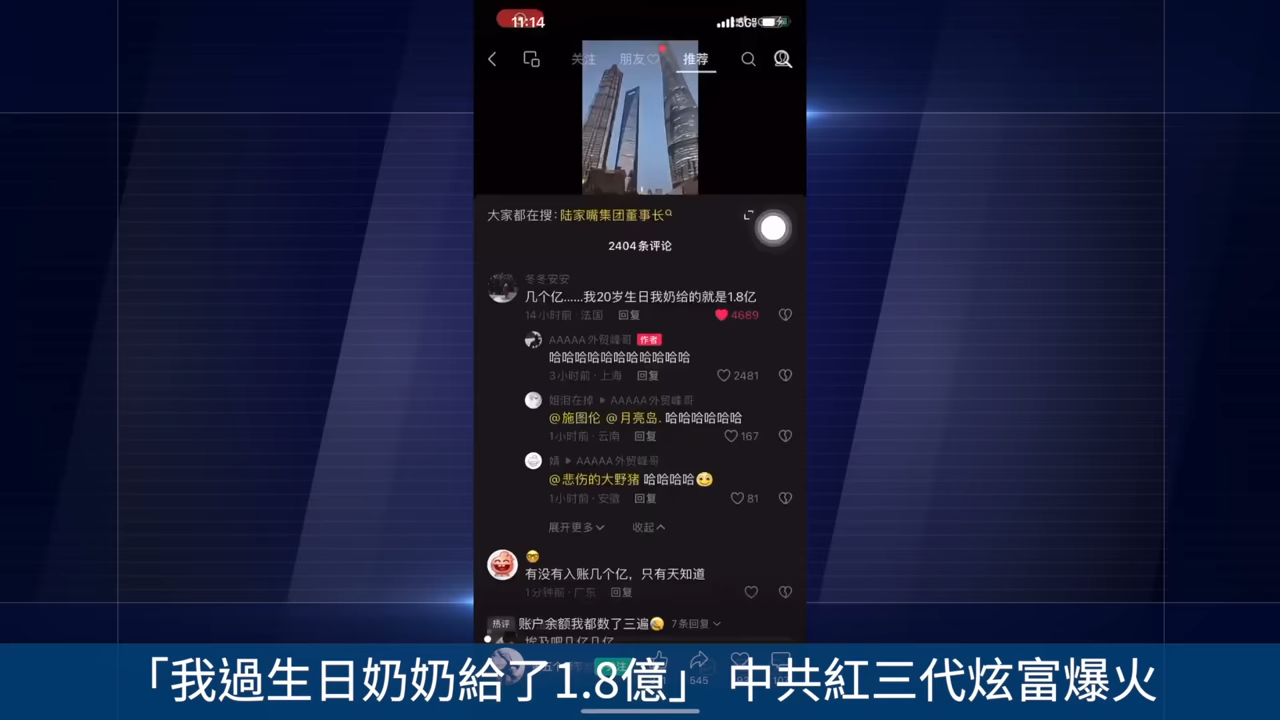 11:14
5G
关注
朋友
推荐
大家都在搜：陆家嘴集团董事长
2404条评论
冬冬安安
几个亿……我20岁生日我奶给的就是1.8亿
14小时前 · 法国 回复 4689
AAAAA外贸峰哥 作者
哈哈哈哈哈哈哈哈哈哈哈
3小时前 · 上海 回复 2481
姐泪在掉 ▶ AAAAA外贸峰哥
@施图伦 @月亮岛. 哈哈哈哈哈哈
1小时前 · 云南 回复 167
婧 ▶ AAAAA外贸峰哥
@悲伤的大野猪 哈哈哈哈
1小时前 · 安徽 回复 81
展开更多 收起
有没有入账几个亿，只有天知道
1分钟前 · 广东 回复
热评 账户余额我都数了三遍 7条回复
545
「我過生日奶奶給了1.8億」 中共紅三代炫富爆火